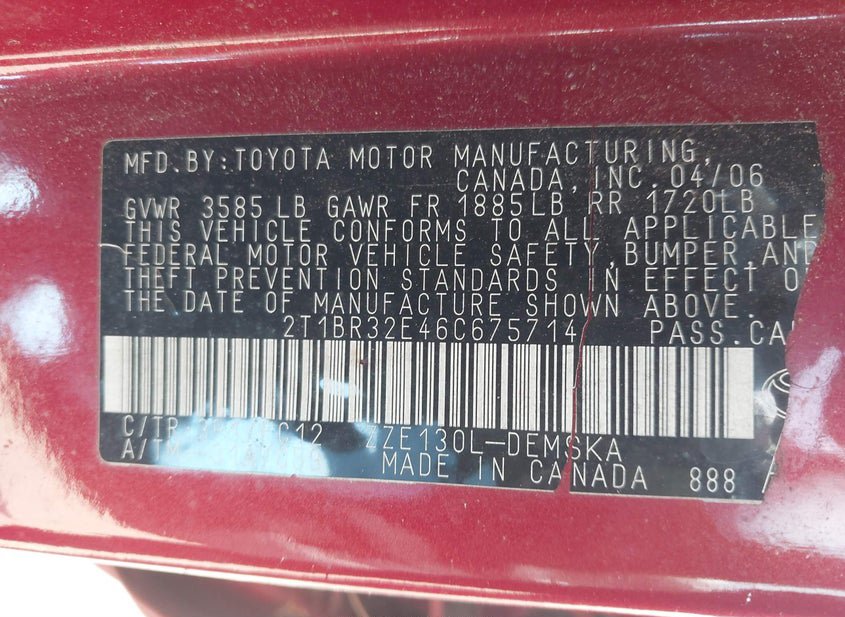 MFD.BY:TOYOTA MOTOR MANUFACTURING,
CANADA, INC. 04/06
GVWR 3585 LB GAWR FR 1885LB RR 1720LB
THIS VEHICLE CONFORMS TO ALL APPLICABLE
FEDERAL MOTOR VEHICLE SAFETY, BUMPER, AND
THEFT PREVENTION STANDARDS IN EFFECT O
THE DATE OF MANUFACTURE SHOWN ABOVE.
2T1BR32E46C675714 PASS.CA
C/TR ZZE130L-DEMSKA
A/TM MADE IN CANADA 888